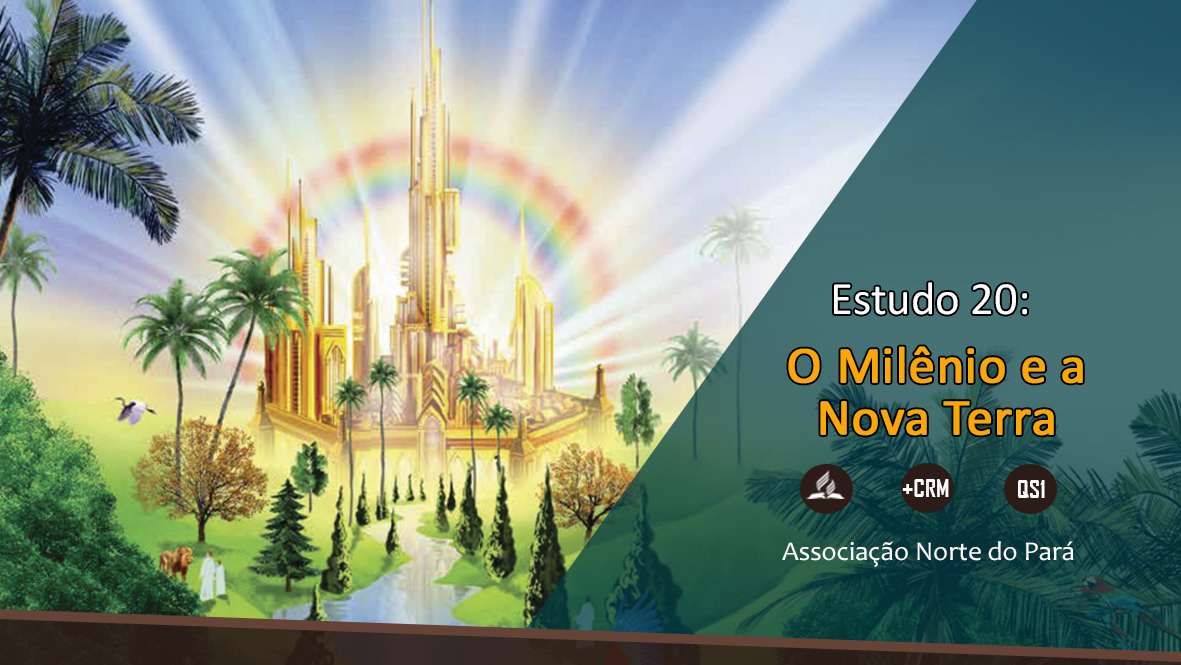 Estudo 20:
O Milênio e a
Nova Terra
+CRM
QS1
Associação Norte do Pará